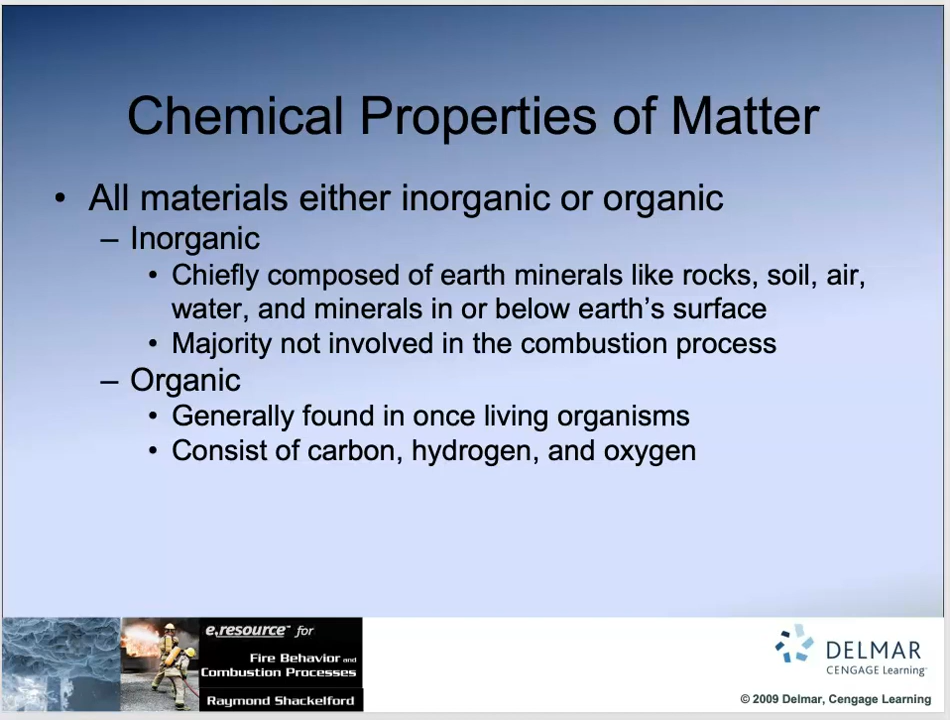 Chemical Properties of Matter
• All materials either inorganic or organic
– Inorganic
• Chiefly composed of earth minerals like rocks, soil, air,
water, and minerals in or below earth's surface
• Majority not involved in the combustion process
– Organic
• Generally found in once living organisms
• Consist of carbon, hydrogen, and oxygen
e.resource™ for
Fire Behavior and
Combustion Processes
Raymond Shackelford
DELMAR
CENGAGE Learning™
© 2009 Delmar, Cengage Learning